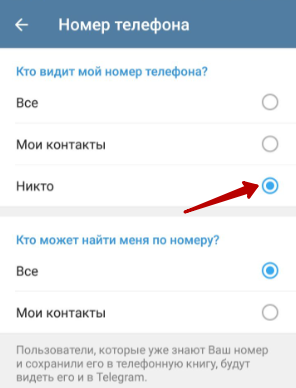 Номер телефона
Кто видит мой номер телефона?
Все
Мои контакты
Никто
Кто может найти меня по номеру?
Все
Мои контакты
Пользователи, которые уже знают Ваш номер
и сохранили его в телефонную книгу, будут
видеть его и в Telegram.